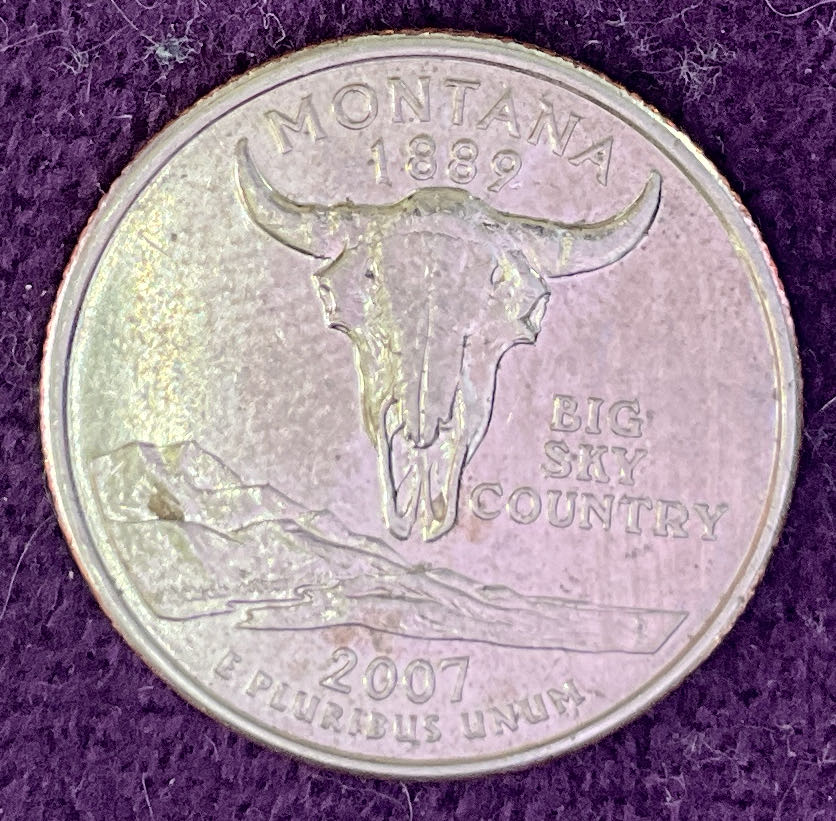 MONTANA
1889
BIG
SKY
COUNTRY
2007
E PLURIBUS UNUM